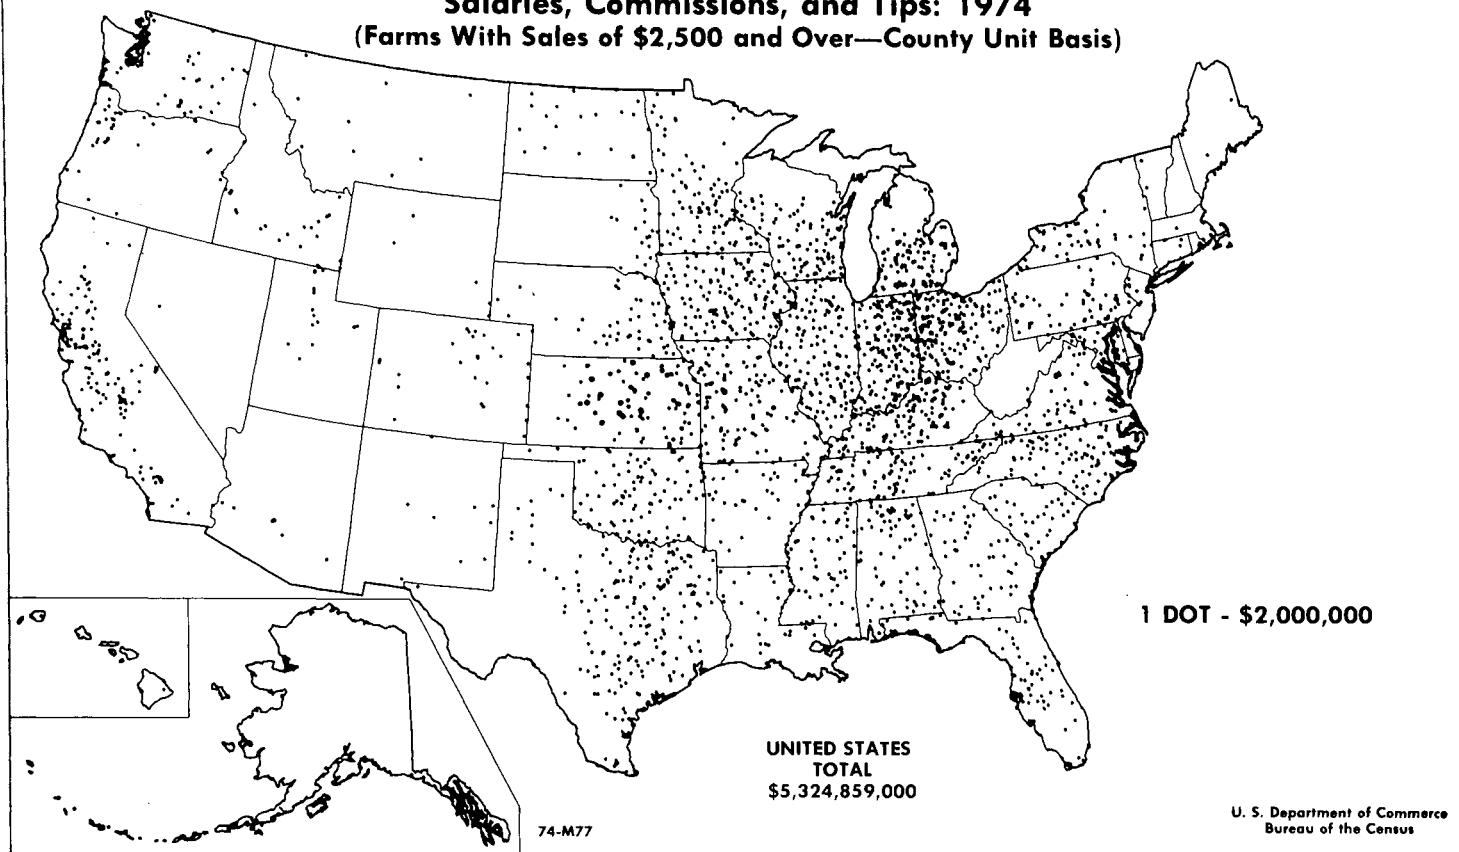 Salaries, Commissions, and Tips: 1974
(Farms With Sales of $2,500 and Over—County Unit Basis)
1 DOT - $2,000,000
UNITED STATES
TOTAL
$5,324,859,000
74-M77
U. S. Department of Commerce
Bureau of the Census